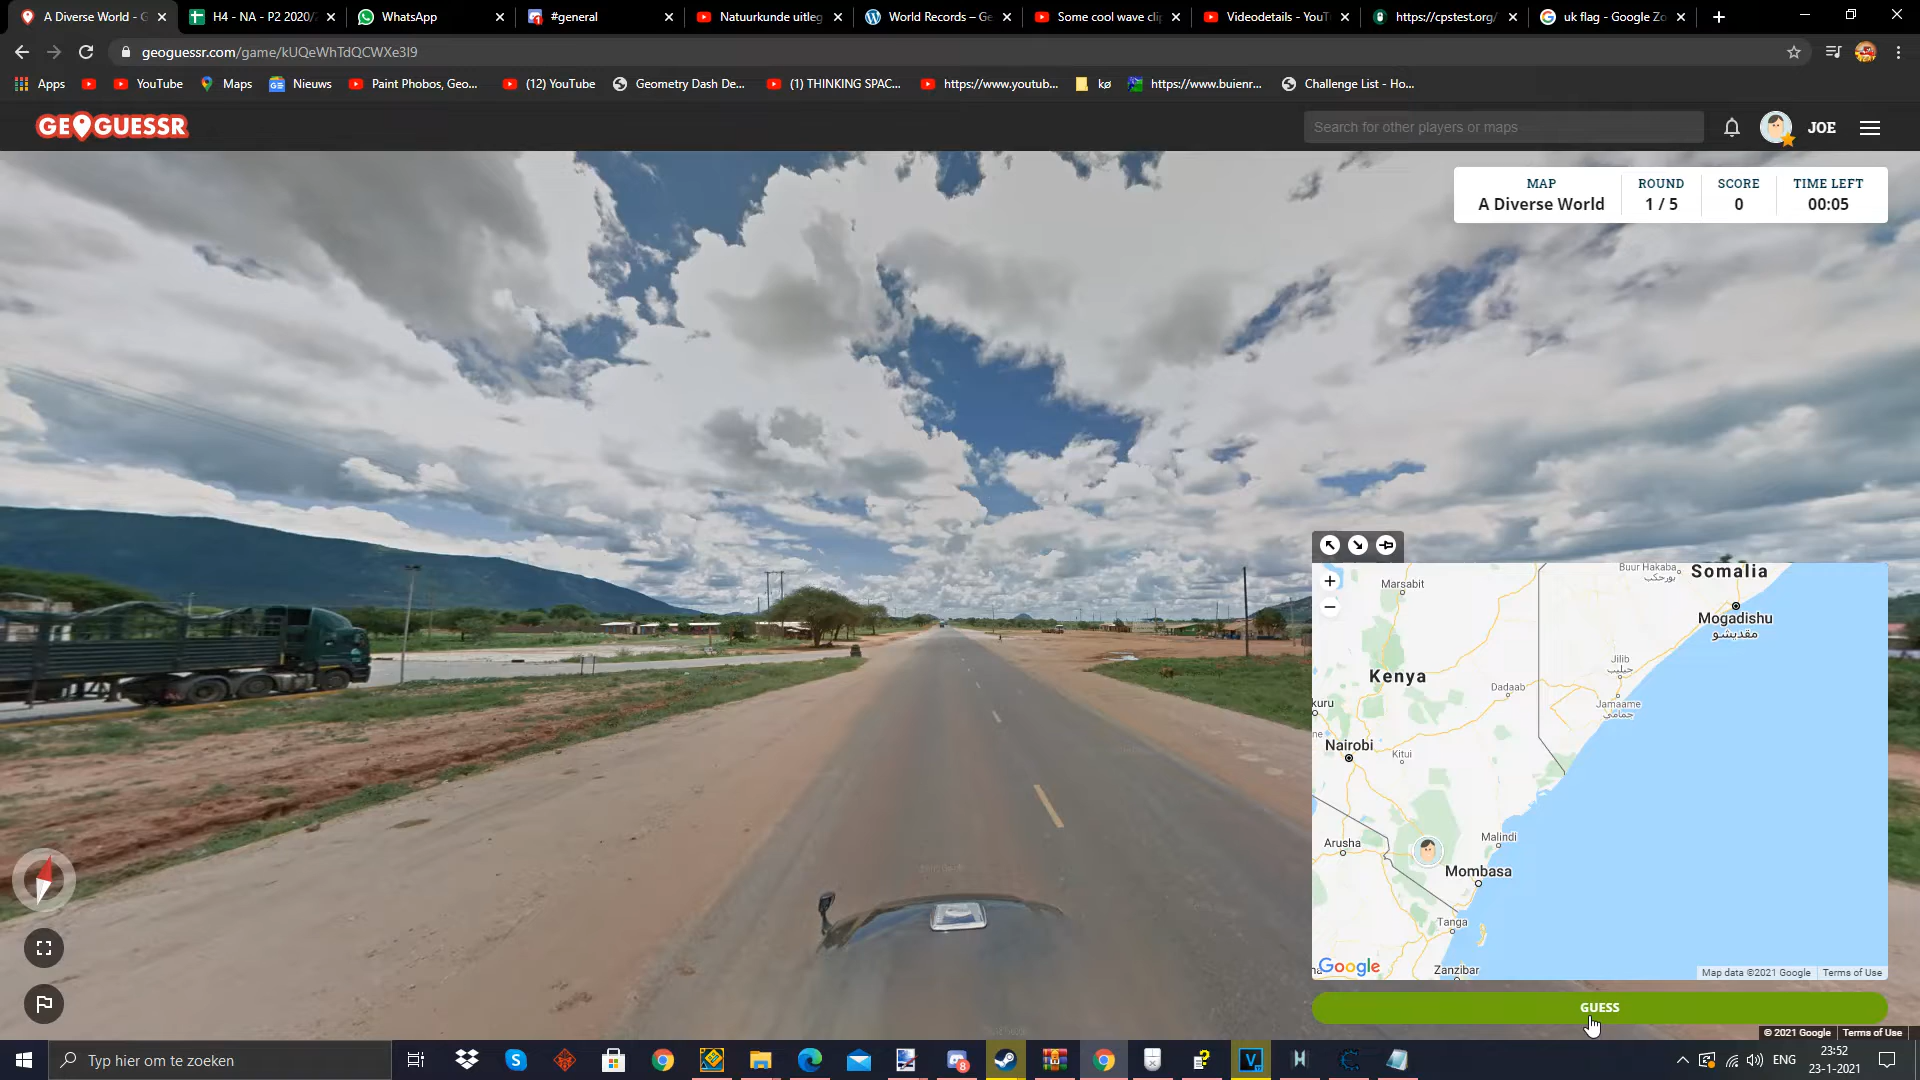 A Diverse World - G
H4 - NA - P2 2020/
WhatsApp
#general
Natuurkunde uitleg
World Records – Ge
Some cool wave cli
Videodetails - YouT
https://cpstest.org/
uk flag - Google Zo
geoguessr.com/game/kUQeWhTdQCWXe3I9
Apps
YouTube
Maps
Nieuws
Paint Phobos, Geo...
(12) YouTube
Geometry Dash De...
(1) THINKING SPAC...
https://www.youtub...
kø
https://www.buienr...
Challenge List - Ho...
GEOGUESSR
Search for other players or maps
JOE
MAP
ROUND
SCORE
TIME LEFT
A Diverse World
1 / 5
0
00:05
Marsabit
Buur Hakaba
بورحكب
Somalia
Mogadishu
مقديشو
Kenya
Jilib
جيليب
Dadaab
Jamaame
جمامي
kuru
ne
Nairobi
Kitui
Malindi
Arusha
Mombasa
Tanga
Zanzibar
Google
Map data ©2021 Google
Terms of Use
GUESS
© 2021 Google
Terms of Use
Typ hier om te zoeken
8
V
H
ENG
23:52
23-1-2021